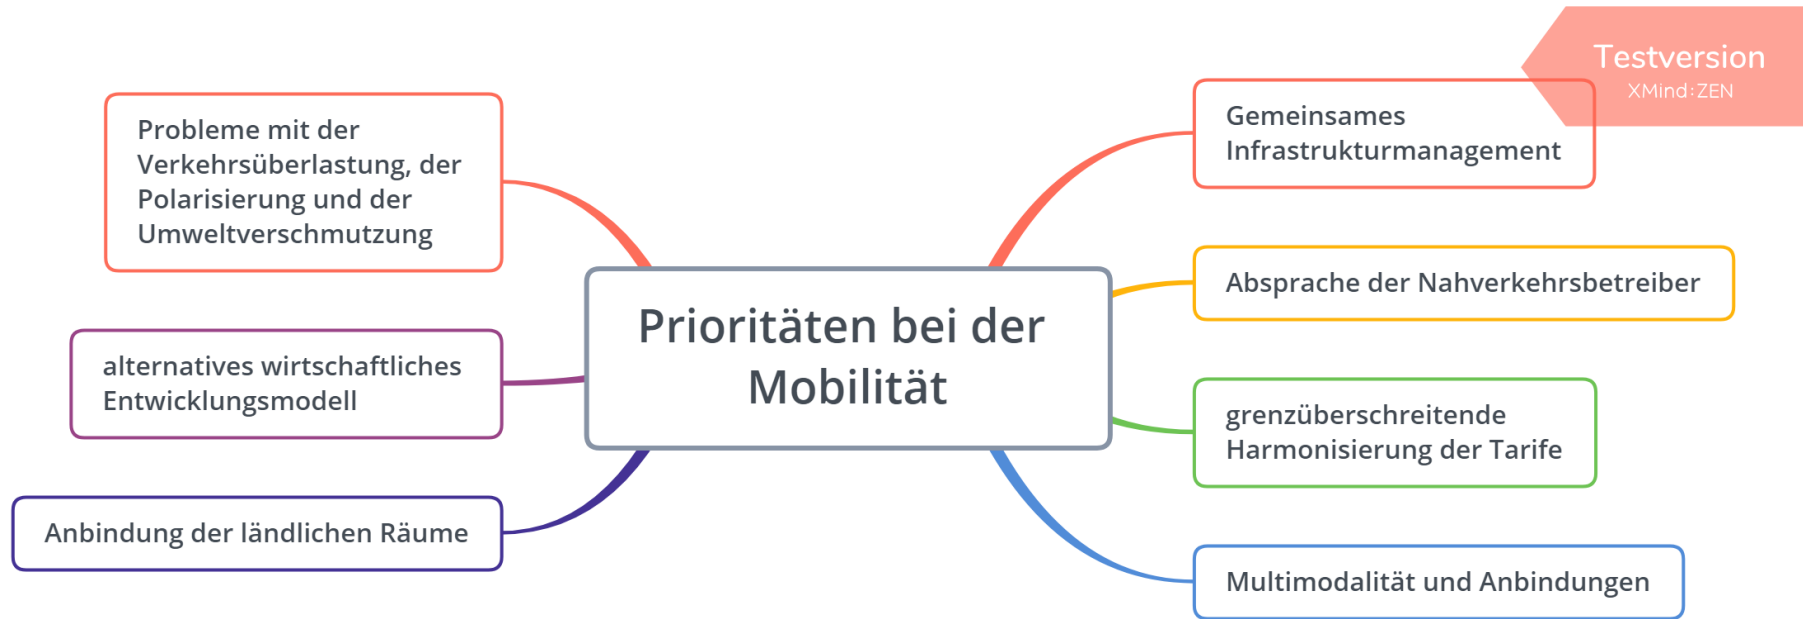 Testversion
XMind:ZEN
Probleme mit der
Verkehrsüberlastung, der
Polarisierung und der
Umweltverschmutzung
alternatives wirtschaftliches
Entwicklungsmodell
Anbindung der ländlichen Räume
Prioritäten bei der
Mobilität
Gemeinsames
Infrastrukturmanagement
Absprache der Nahverkehrsbetreiber
grenzüberschreitende
Harmonisierung der Tarife
Multimodalität und Anbindungen